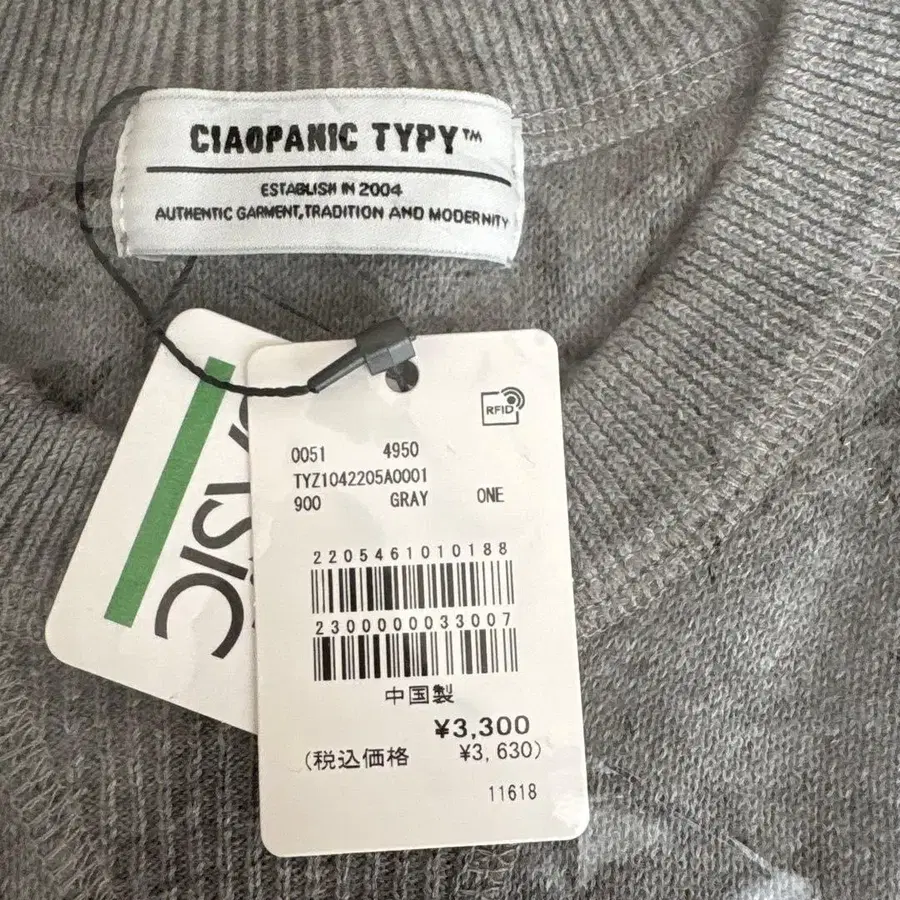 CIAOPANIC TYPY™
ESTABLISH IN 2004
AUTHENTIC GARMENT,TRADITION AND MODERNITY
RFID
0051 4950
TYZ1042205A0001
900 GRAY ONE
2205461010188
2300000033007
中国製
¥3,300
(税込価格 ¥3,630)
11618